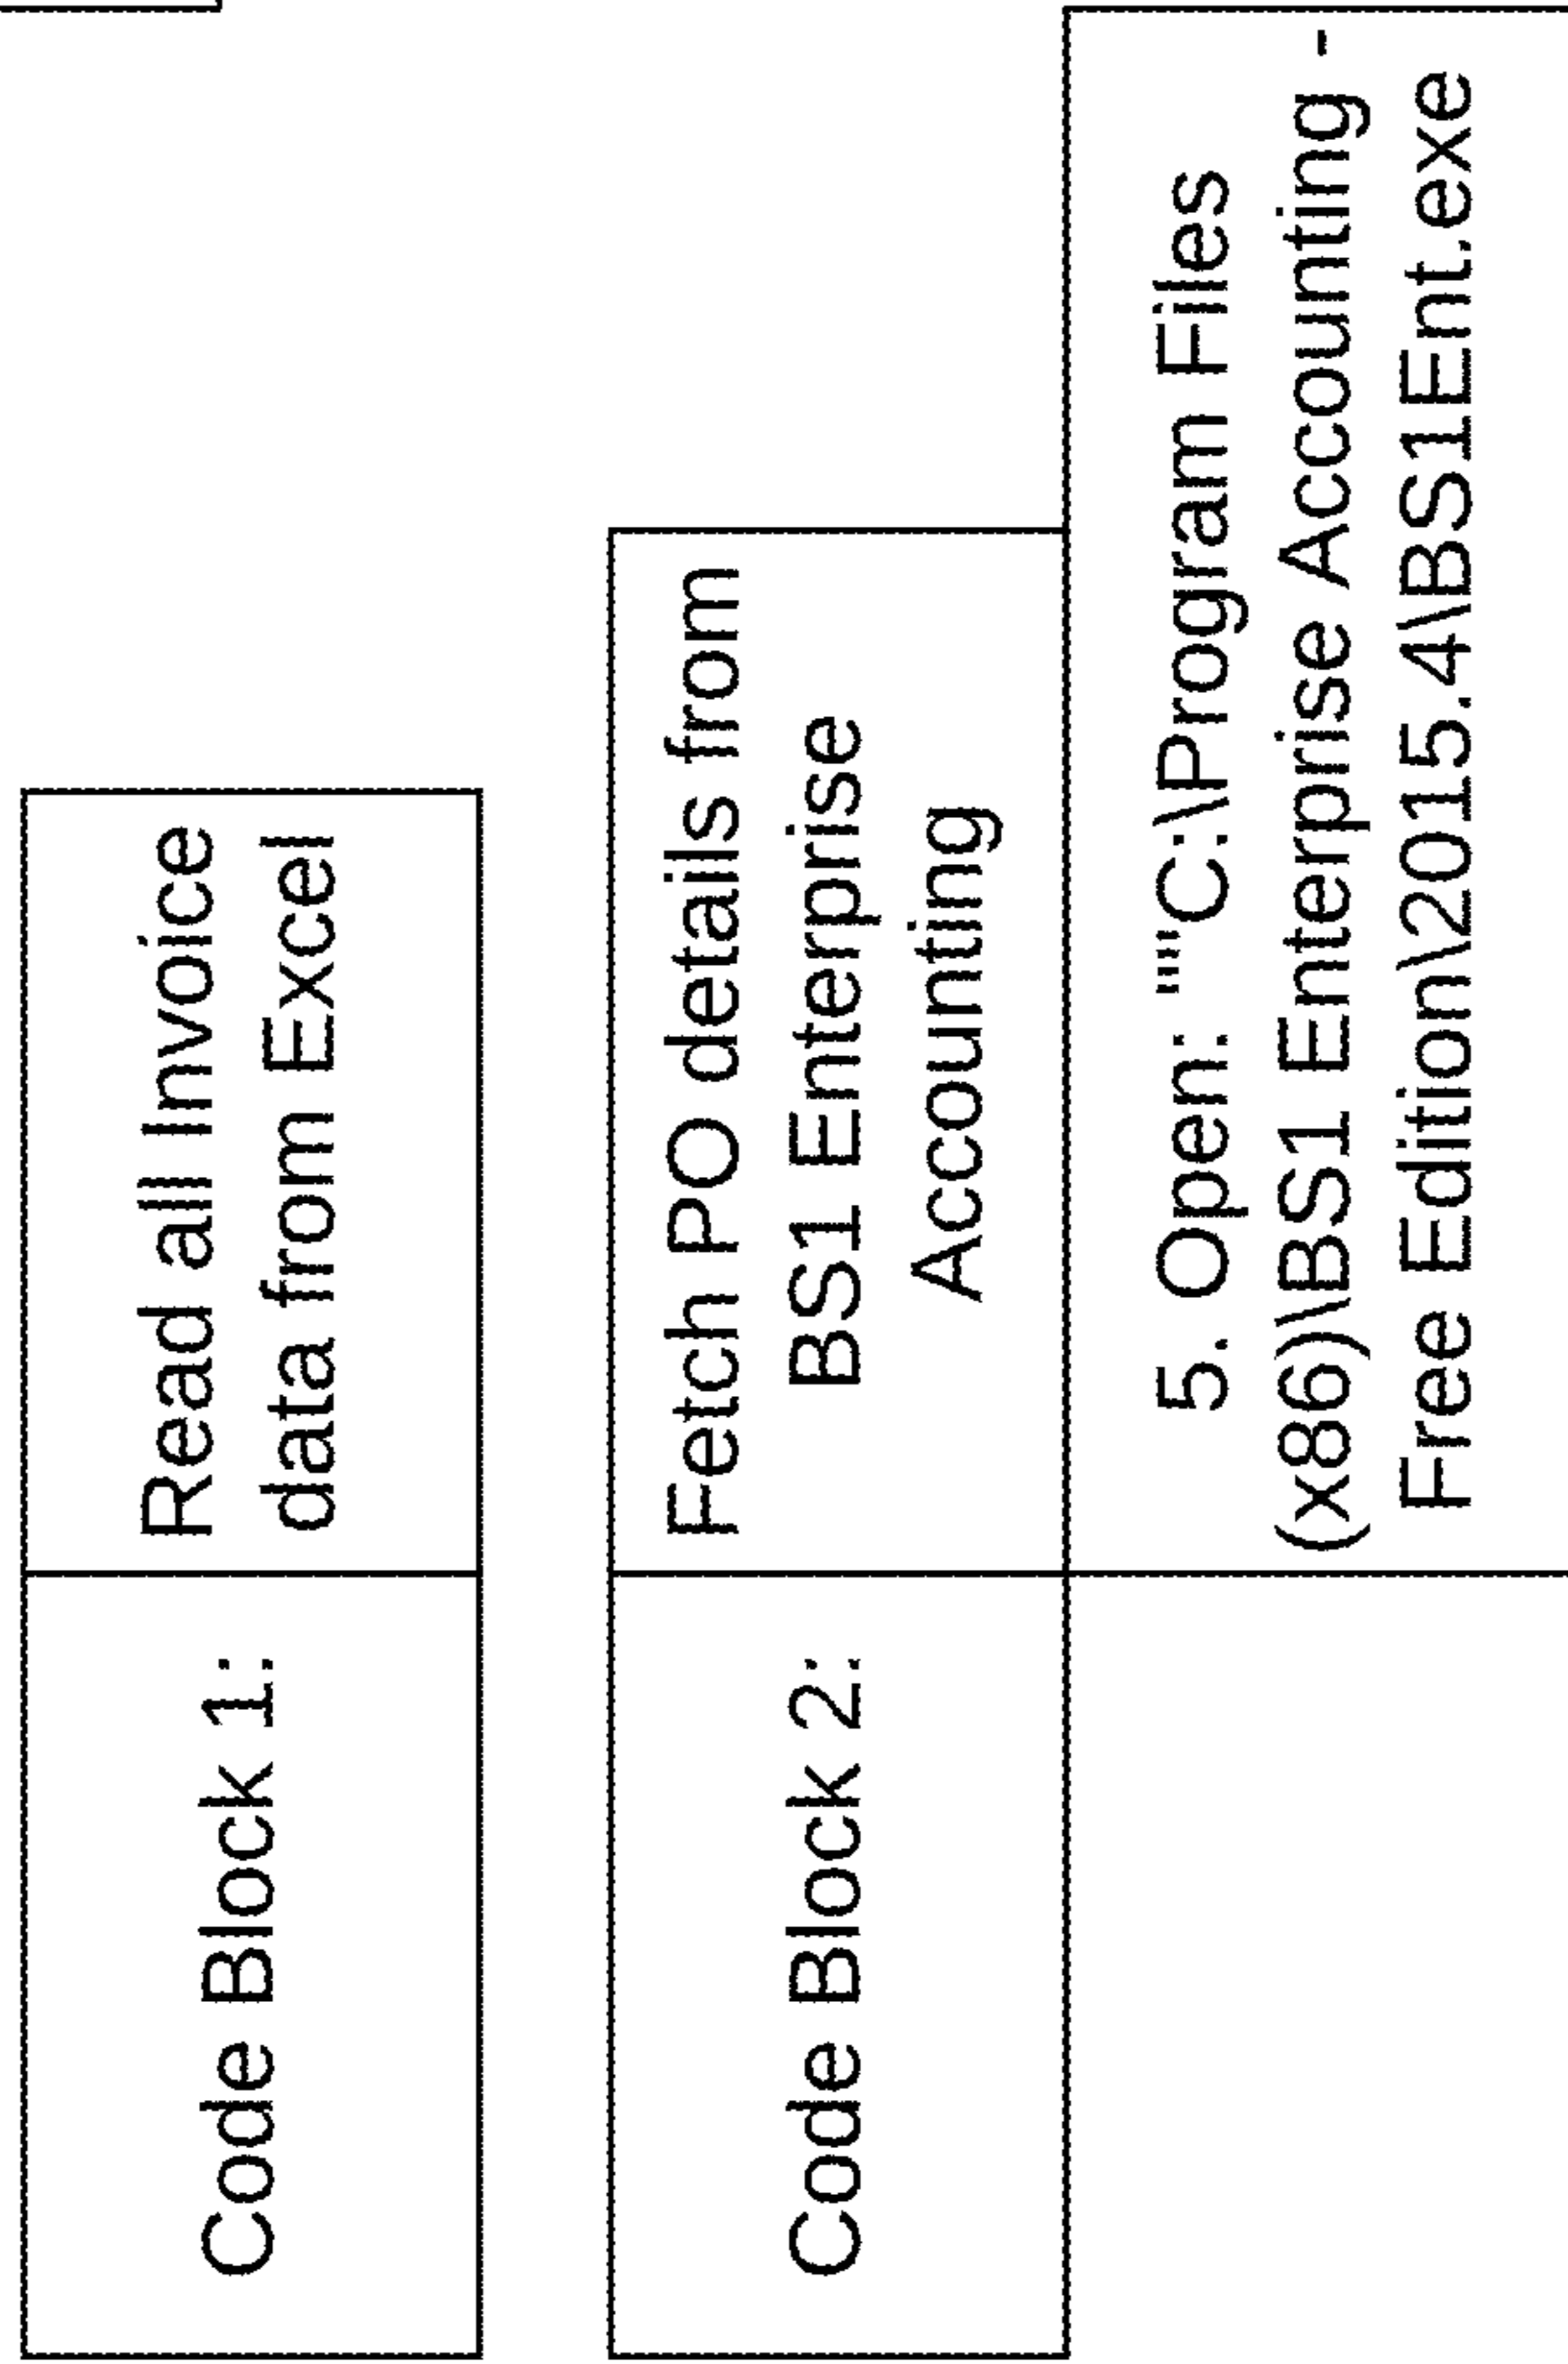 Code Block 1:
Read all Invoice
data from Excel
Code Block 2:
Fetch PO details from
BS1 Enterprise
Accounting
5. Open: ""'C:\Program Files
(x86)\BS1 Enterprise Accounting -
Free Edition\2015.4\BS1Ent.exe